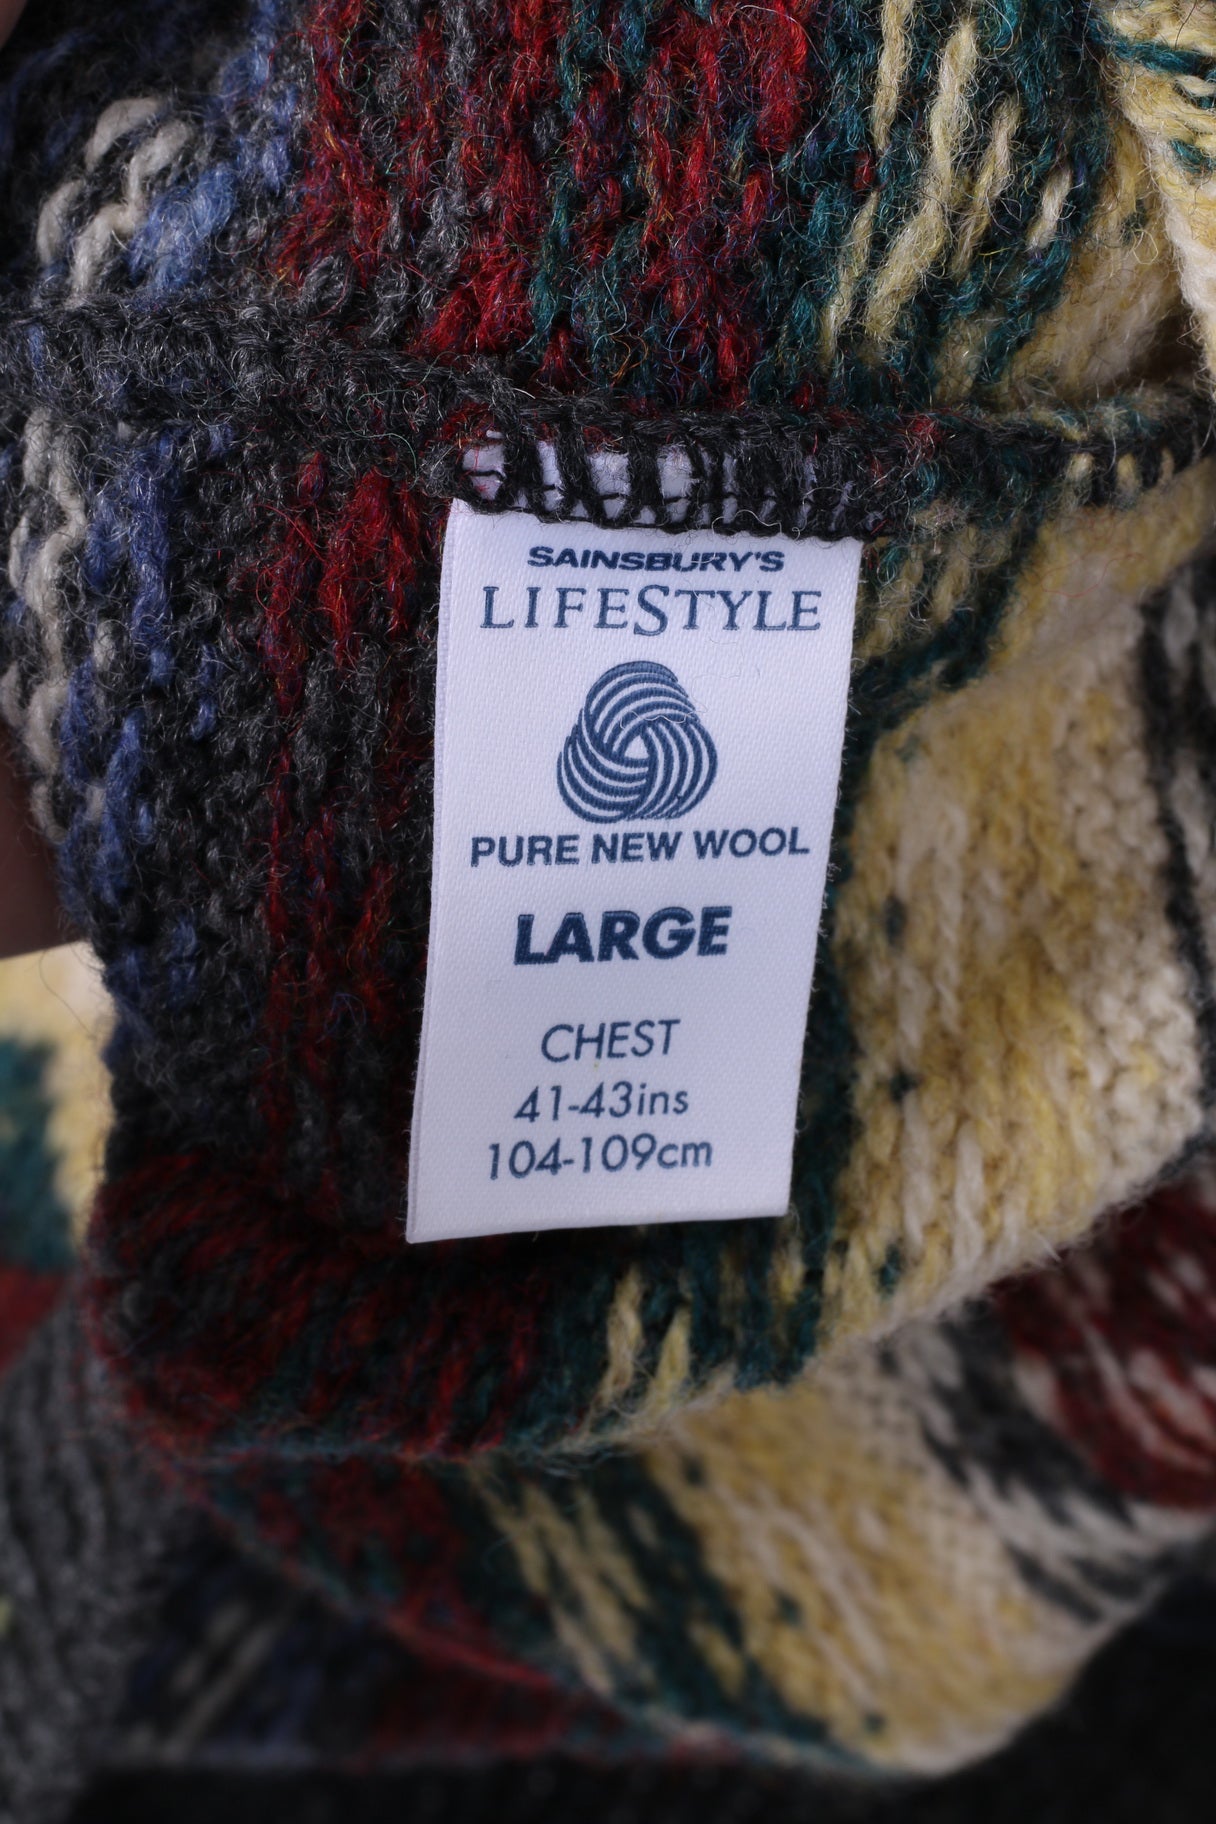 SAINSBURY'S
LIFESTYLE
PURE NEW WOOL
LARGE
CHEST
41-43ins
104-109cm